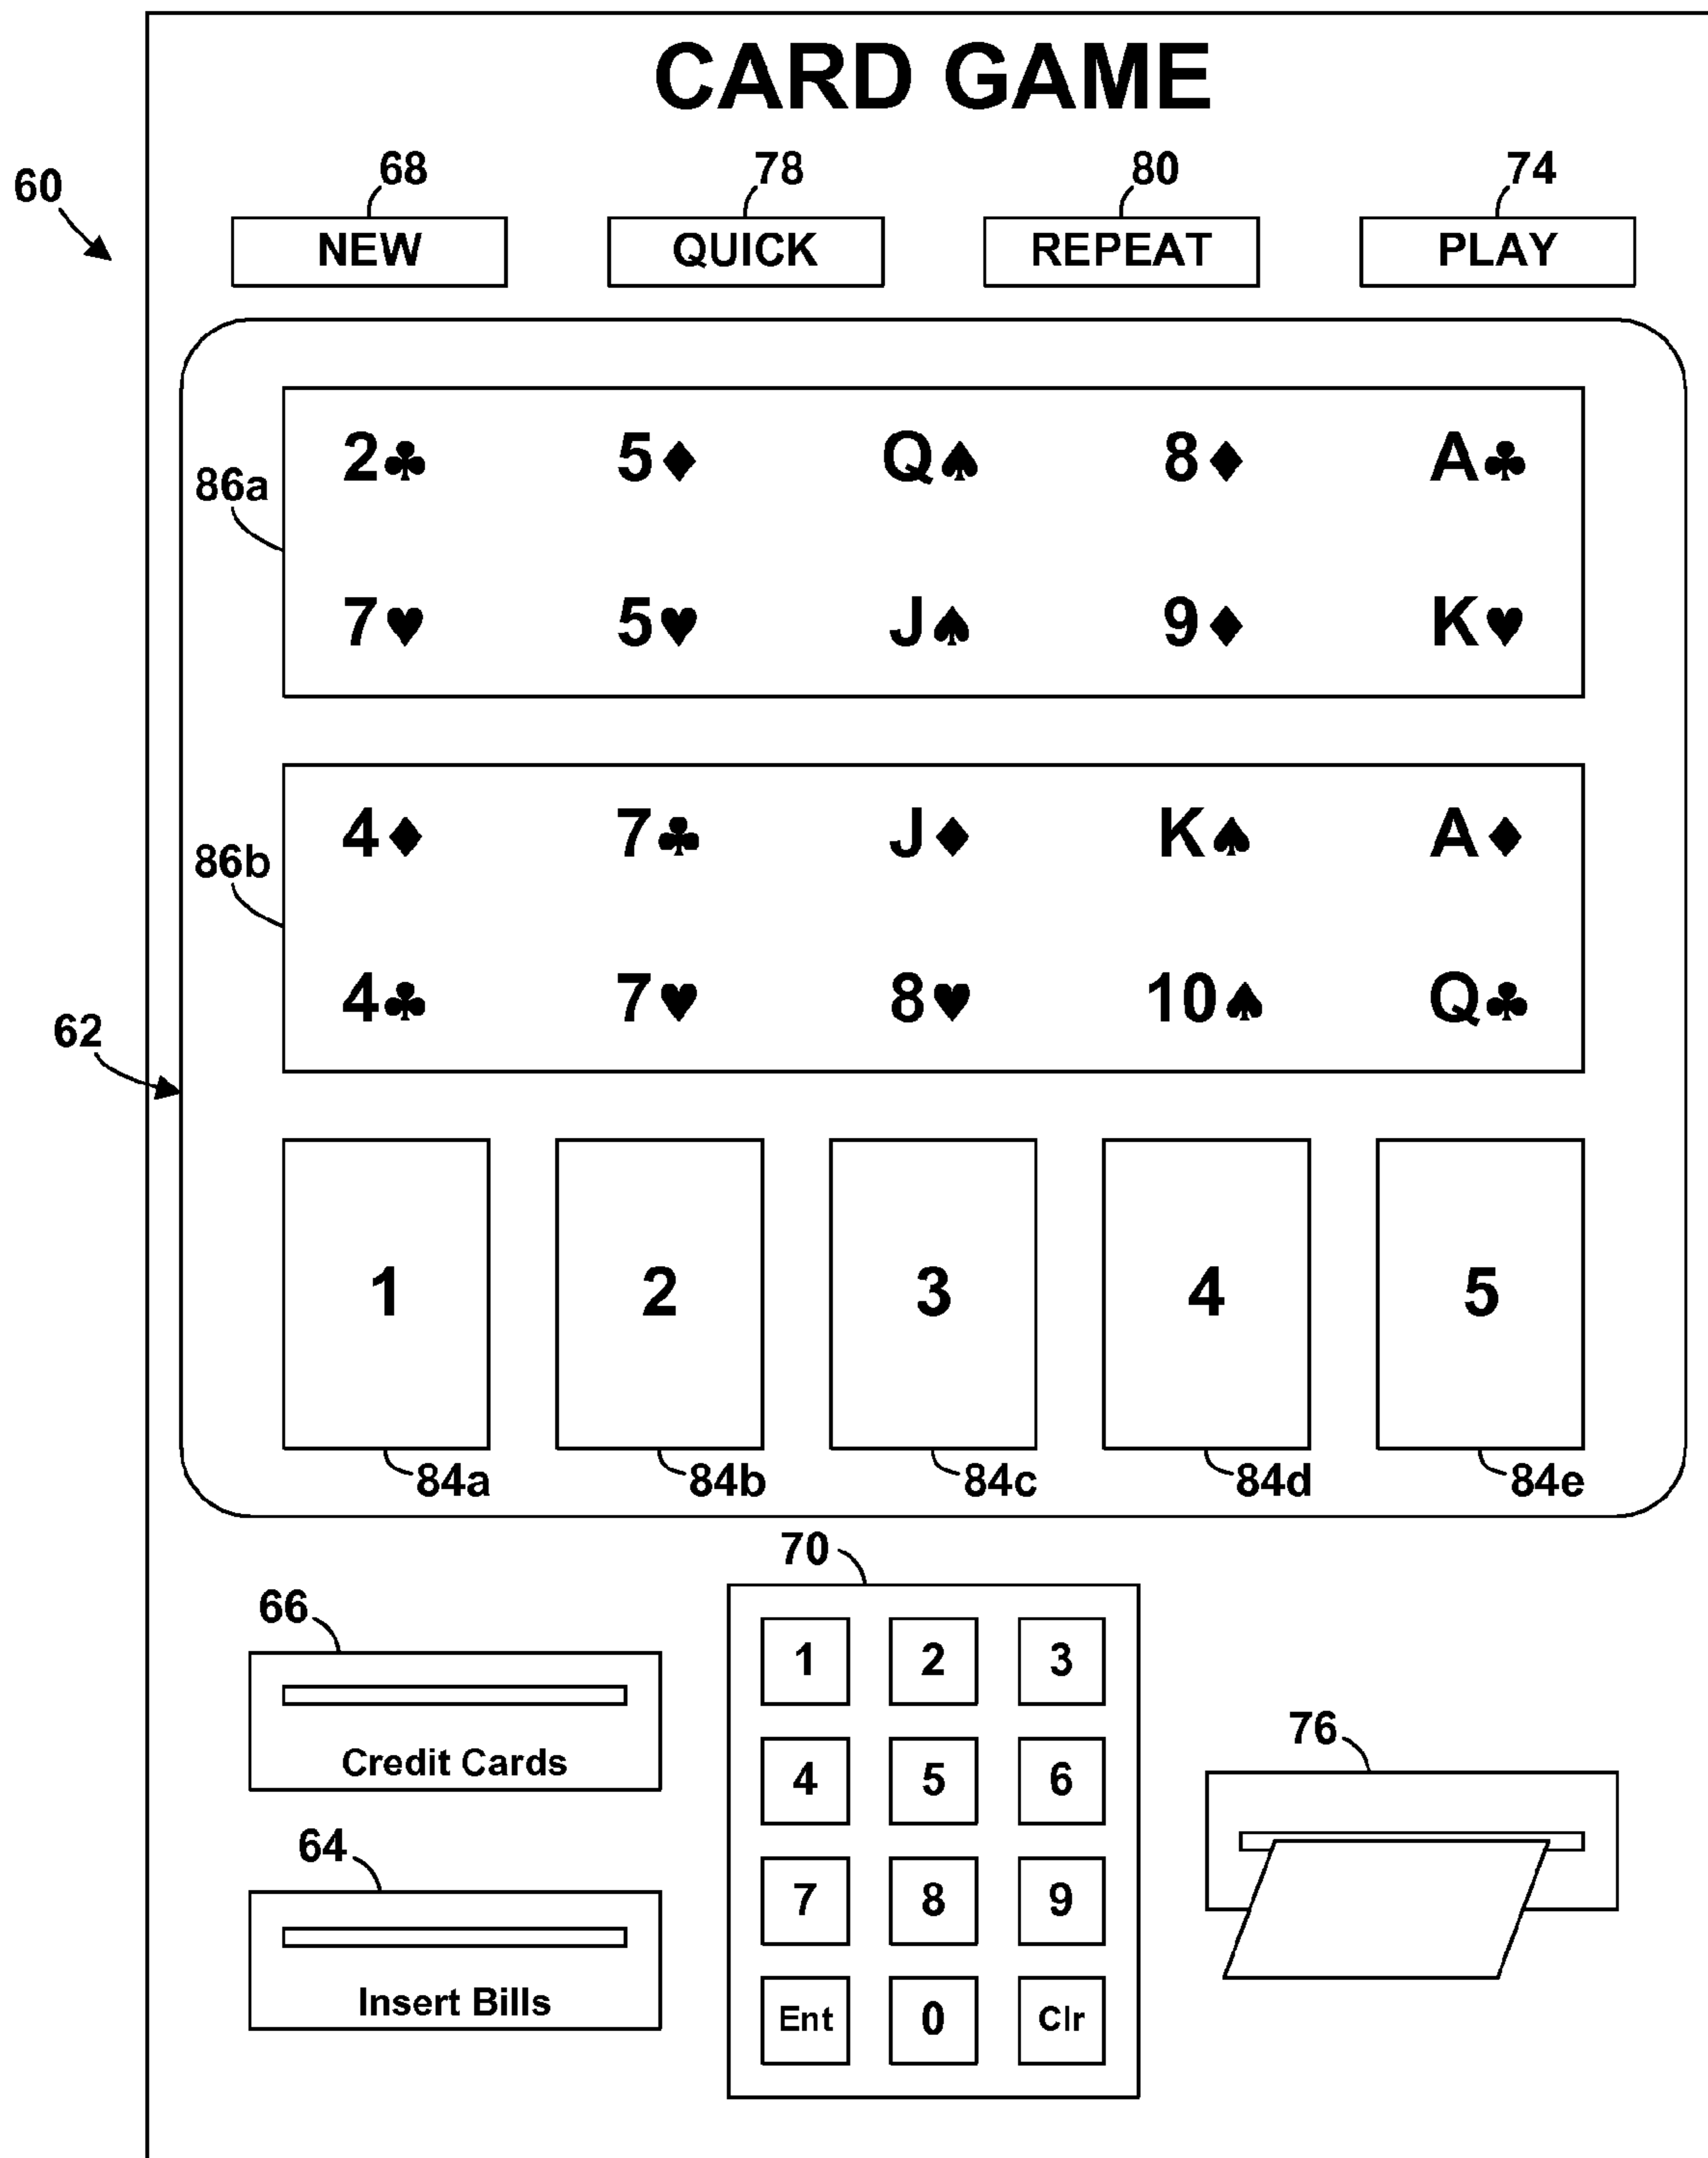 CARD GAME
68 78 80 74
60
NEW QUICK REPEAT PLAY
2♣ 5♦ Q♠ 8♦ A♣
86a
7♥ 5♥ J♠ 9♦ K♥
4♦ 7♣ J♦ K♠ A♦
86b
4♣ 7♥ 8♥ 10♠ Q♣
62
1 2 3 4 5
84a 84b 84c 84d 84e
70
66
1 2 3
Credit Cards
76
4 5 6
64
7 8 9
Insert Bills
Ent 0 Clr